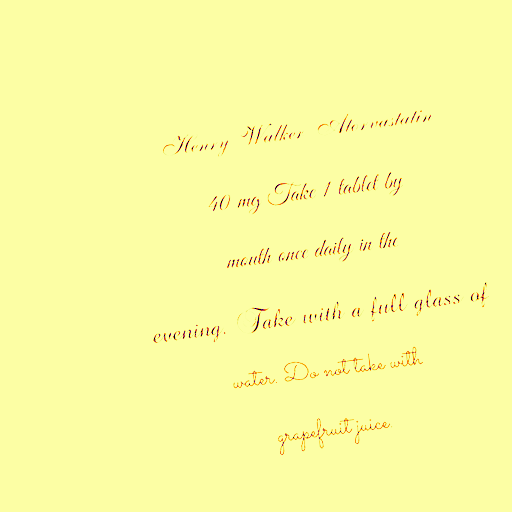 Henry Walker Atorvastatin
40 mg Take 1 tablet by
mouth once daily in the
evening. Take with a full glass of
water. Do not take with
grapefruit juice.